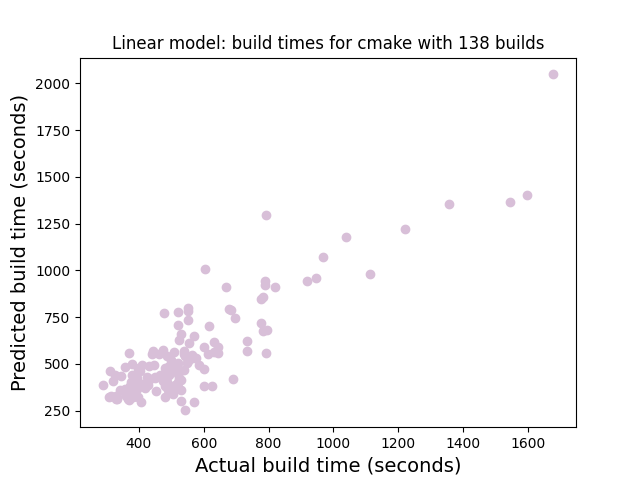 Linear model: build times for cmake with 138 builds
2000
1750
1500
1250
1000
750
500
250
Predicted build time (seconds)
400 600 800 1000 1200 1400 1600
Actual build time (seconds)